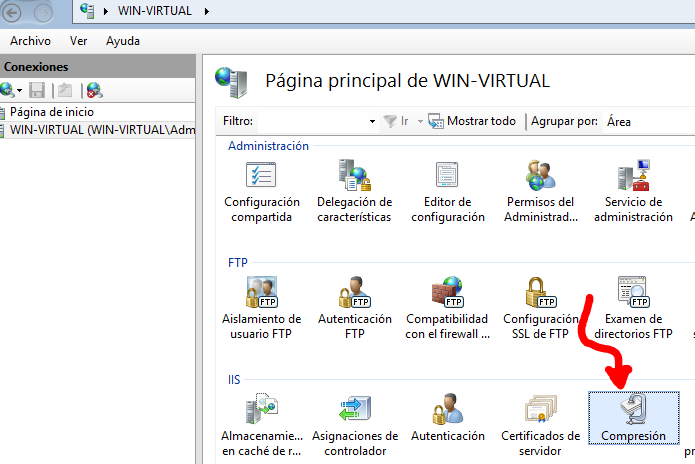 WIN-VIRTUAL
Archivo Ver Ayuda
Conexiones
Página de inicio
WIN-VIRTUAL (WIN-VIRTUAL\Adm
Página principal de WIN-VIRTUAL
Filtro: Ir Mostrar todo Agrupar por: Área
Administración
Configuración compartida
Delegación de características
Editor de configuración
Permisos del Administrad...
Servicio de administración
FTP
FTP FTP FTP FTP FTP
Aislamiento de usuario FTP
Autenticación FTP
Compatibilidad con el firewall ...
Configuración SSL de FTP
Examen de directorios FTP
IIS
Almacenamie... en caché de r...
Asignaciones de controlador
Autenticación
Certificados de servidor
Compresión